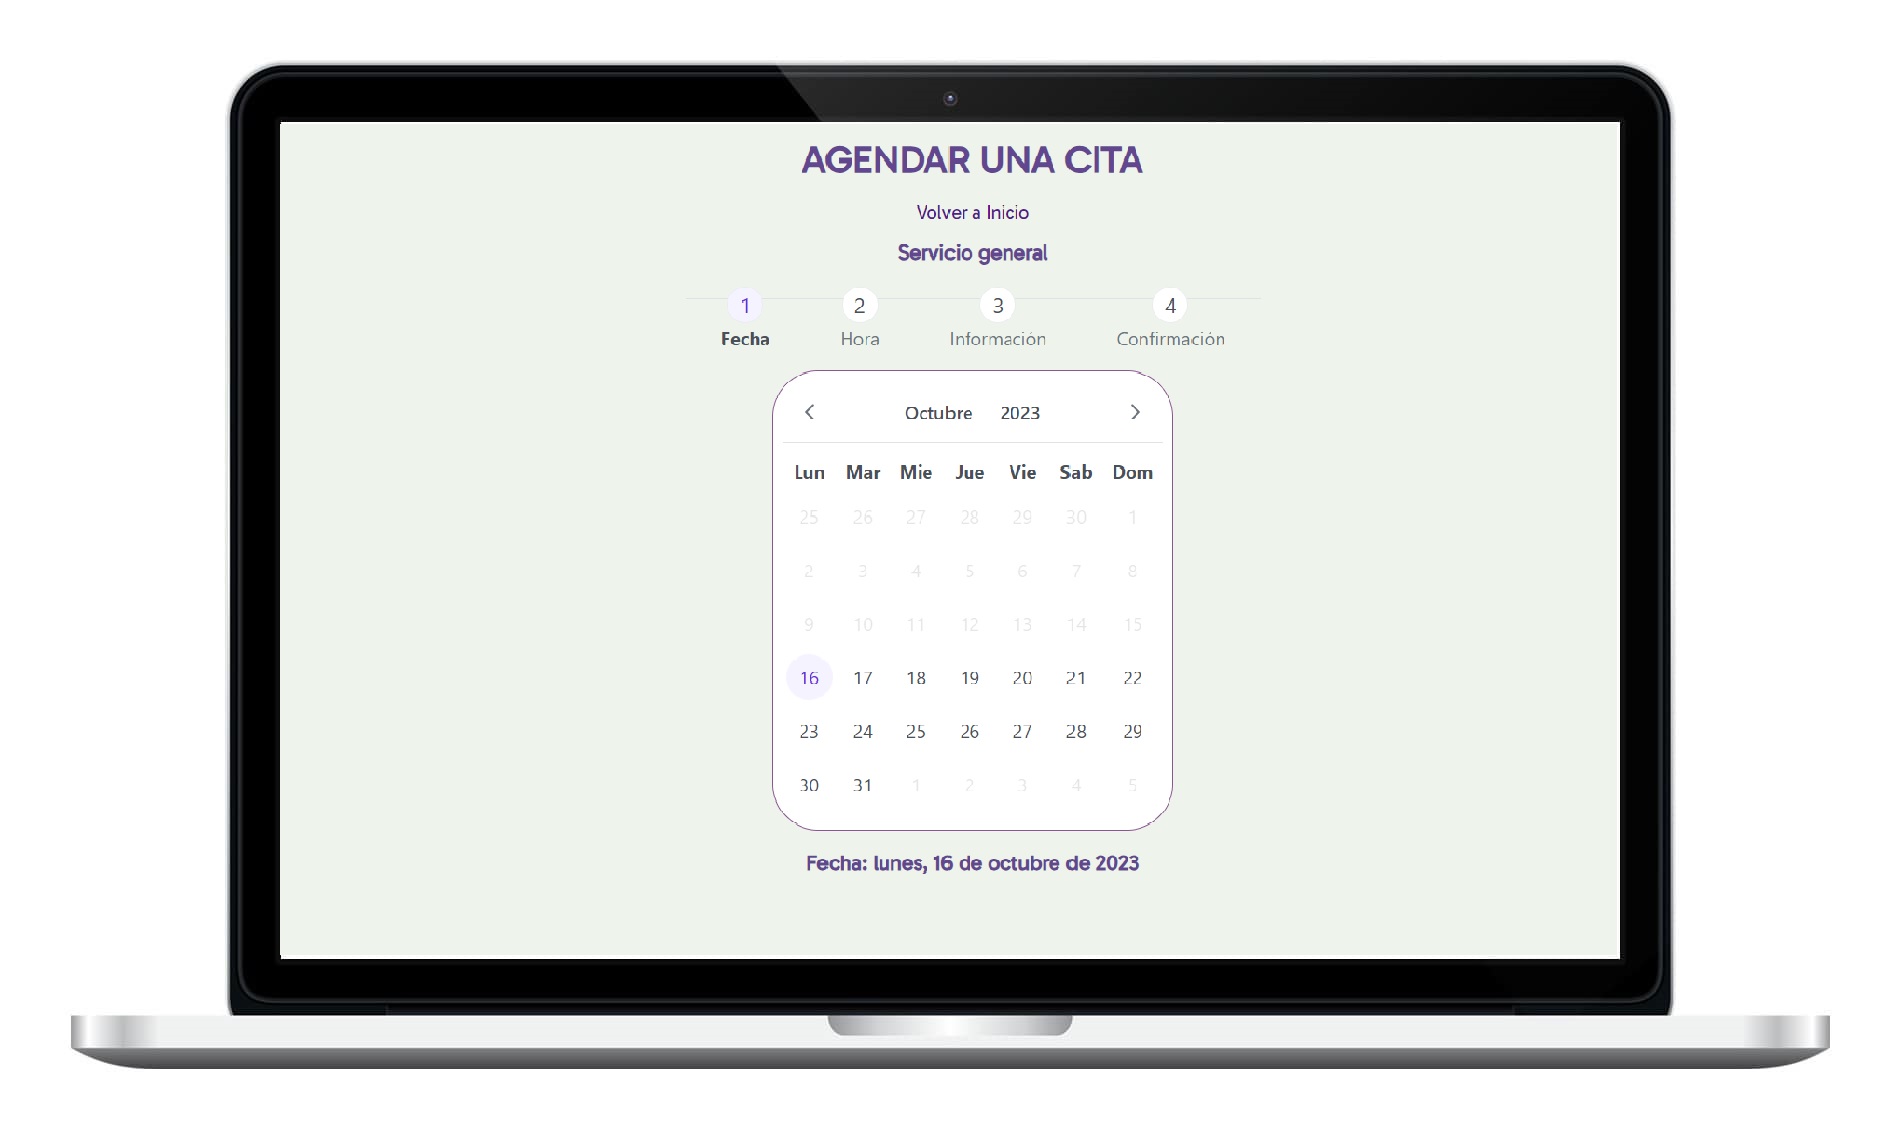 AGENDAR UNA CITA
Volver a Inicio
Servicio general
1 2 3 4
Fecha Hora Información Confirmación
Octubre 2023
Lun Mar Mie Jue Vie Sab Dom
25 26 27 28 29 30 1
2 3 4 5 6 7 8
9 10 11 12 13 14 15
16 17 18 19 20 21 22
23 24 25 26 27 28 29
30 31 1 2 3 4 5
Fecha: lunes, 16 de octubre de 2023